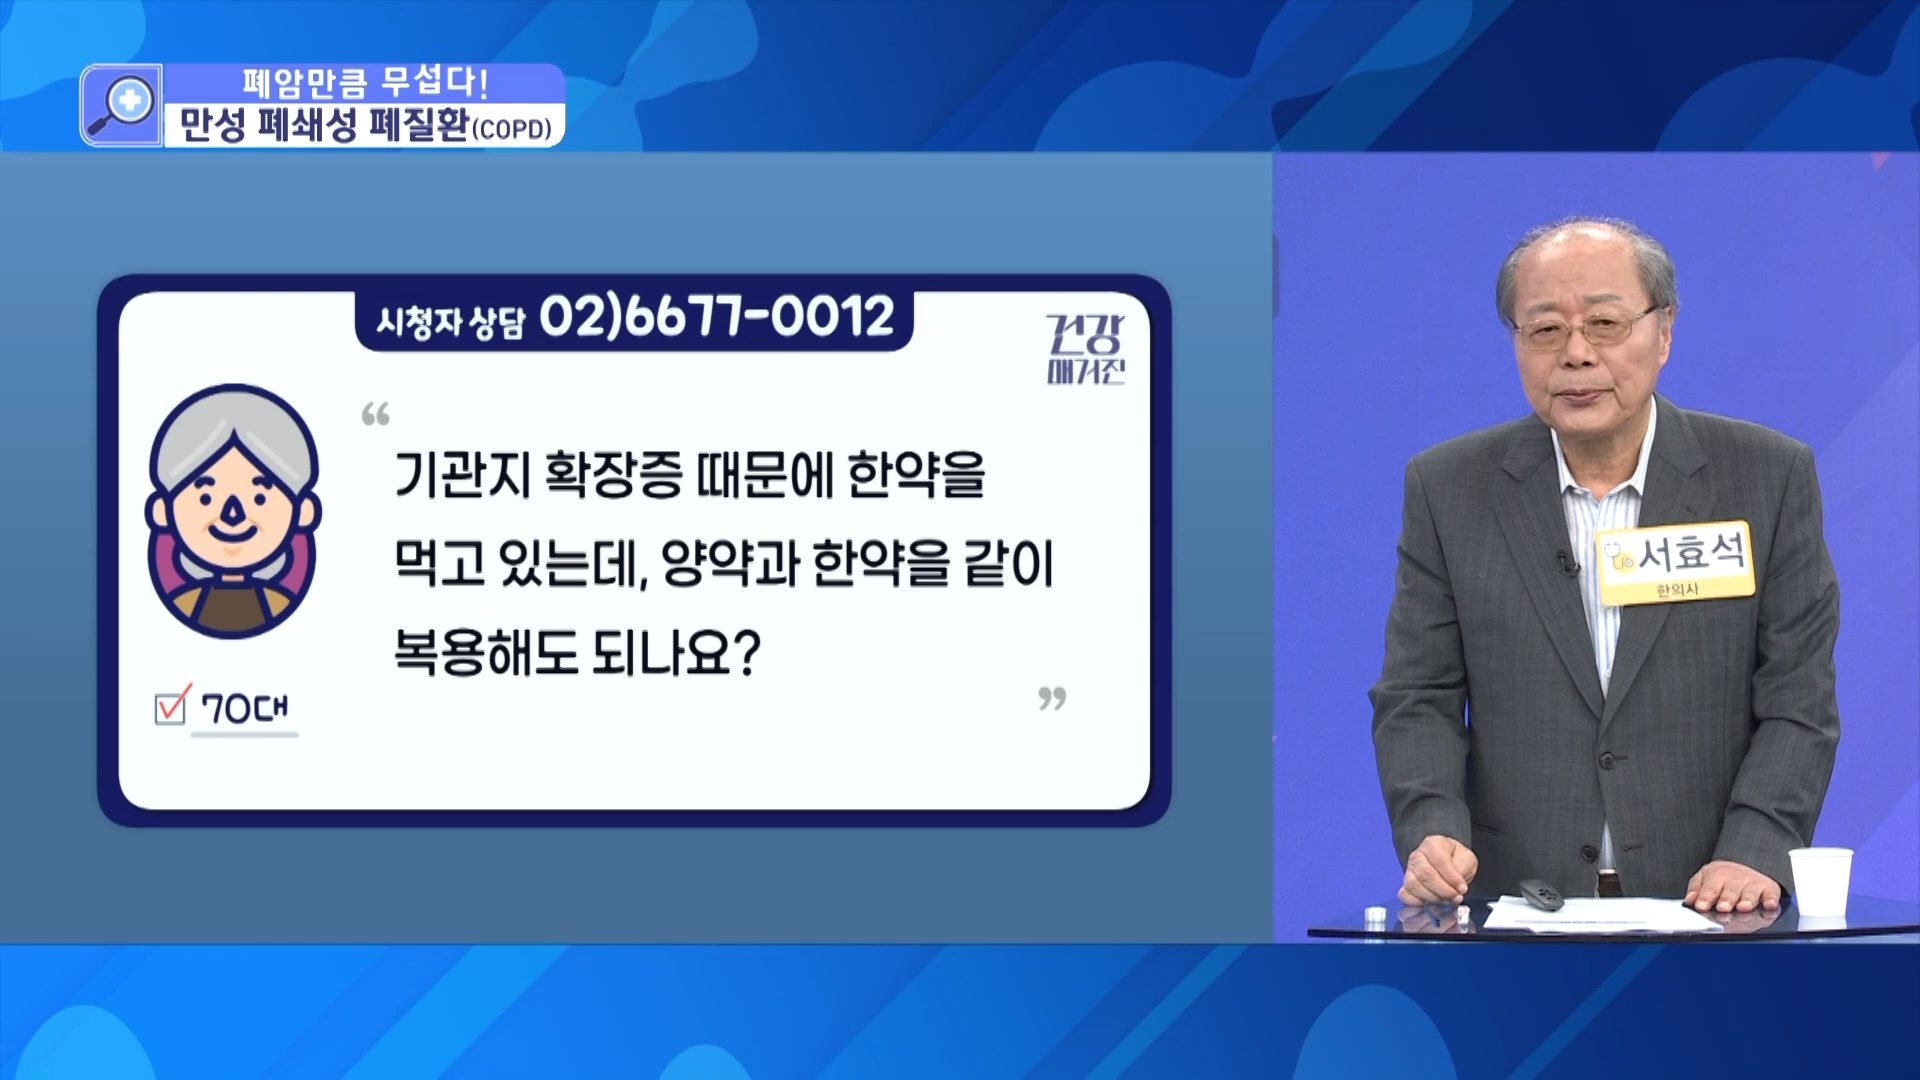 폐암만큼 무섭다!
만성 폐쇄성 폐질환(COPD)
시청자 상담 02)6677-0012
건강
매거진
“
기관지 확장증 때문에 한약을
먹고 있는데, 양약과 한약을 같이
복용해도 되나요?
”
70대
서효석
한의사